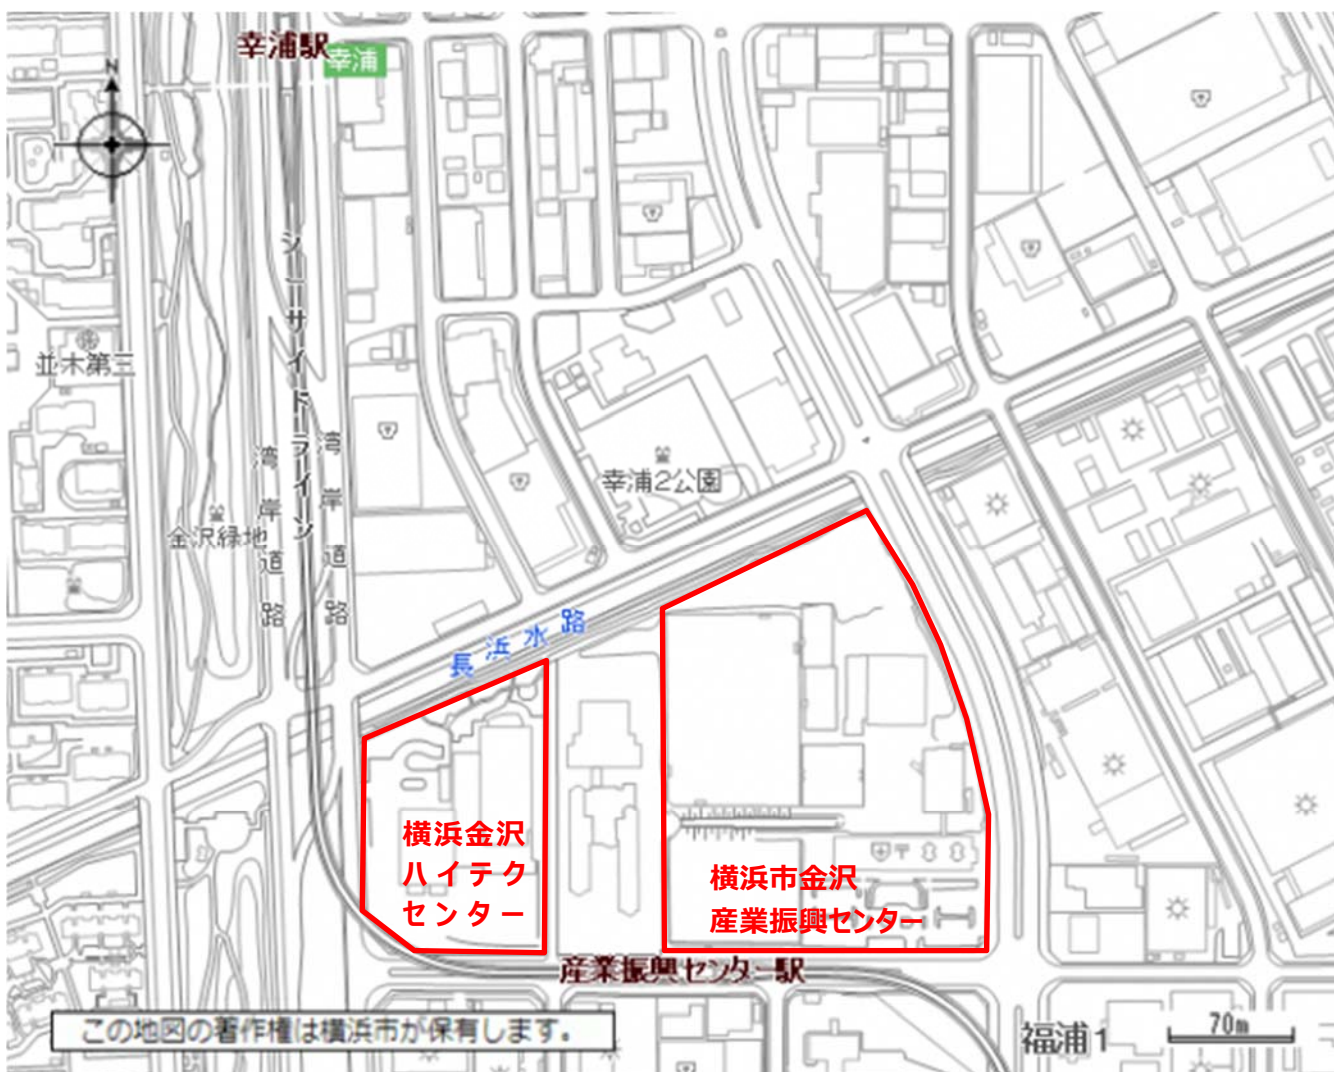 幸浦駅
幸浦
N
シーサイドライン
並木第三
湾岸道路
湾岸道路
幸浦2公園
金沢緑地
長浜水路
横浜金沢
ハイテク
センター
横浜市金沢
産業振興センター
産業振興センター駅
この地図の著作権は横浜市が保有します。
福浦1
70m